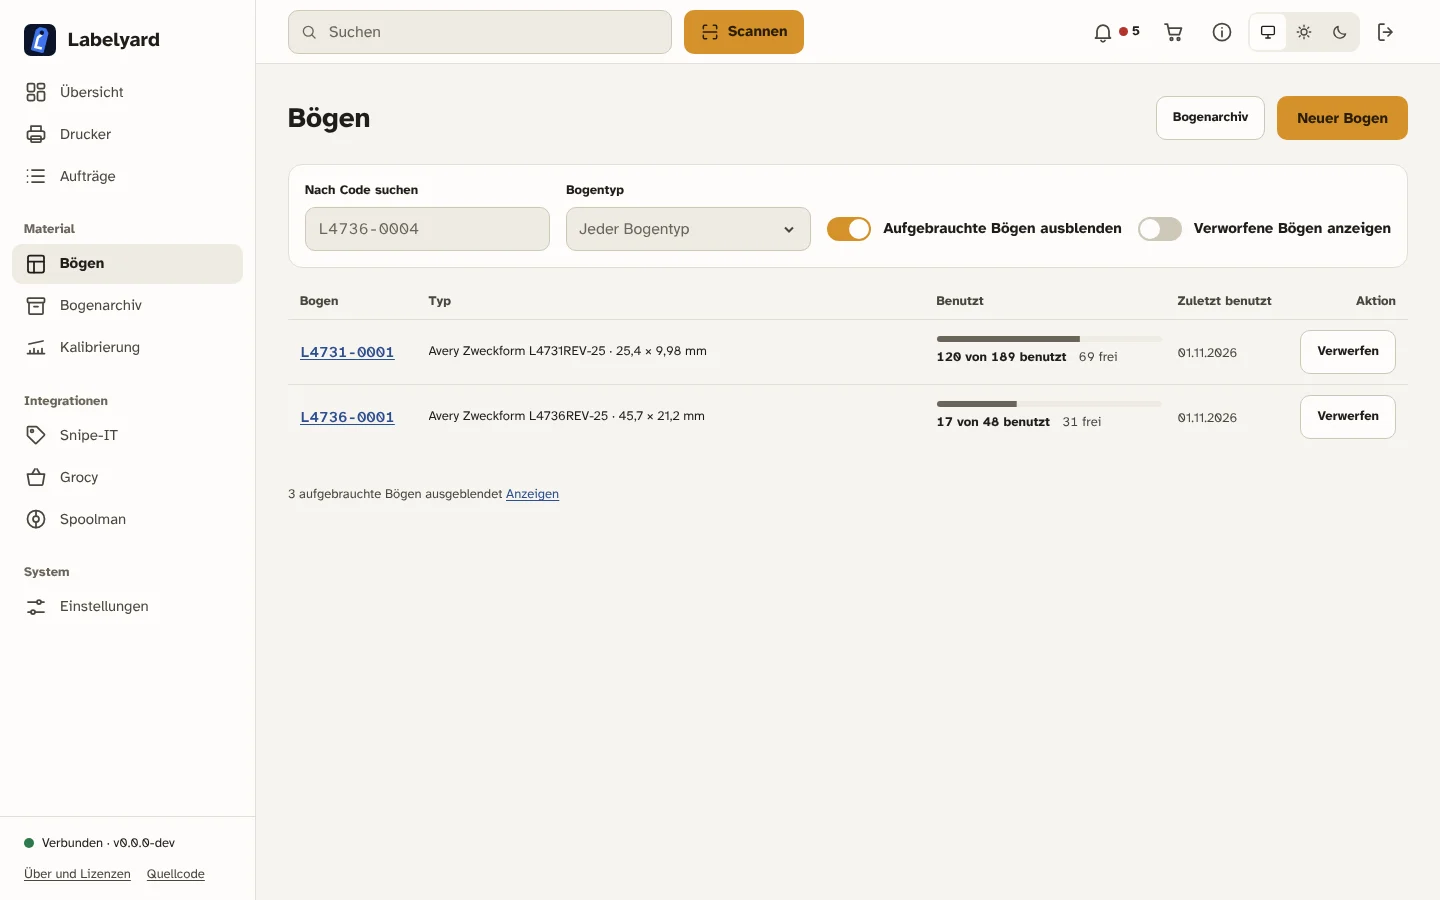 Labelyard
Suchen
Scannen
5
Übersicht
Drucker
Aufträge
Material
Bögen
Bogenarchiv
Kalibrierung
Integrationen
Snipe-IT
Grocy
Spoolman
System
Einstellungen
Verbunden · v0.0.0-dev
Über und Lizenzen Quellcode
Bögen
Bogenarchiv
Neuer Bogen
Nach Code suchen
L4736-0004
Bogentyp
Jeder Bogentyp
Aufgebrauchte Bögen ausblenden
Verworfene Bögen anzeigen
Bogen Typ Benutzt Zuletzt benutzt Aktion
L4731-0001 Avery Zweckform L4731REV-25 · 25,4 × 9,98 mm 120 von 189 benutzt 69 frei 01.11.2026 Verwerfen
L4736-0001 Avery Zweckform L4736REV-25 · 45,7 × 21,2 mm 17 von 48 benutzt 31 frei 01.11.2026 Verwerfen
3 aufgebrauchte Bögen ausgeblendet Anzeigen